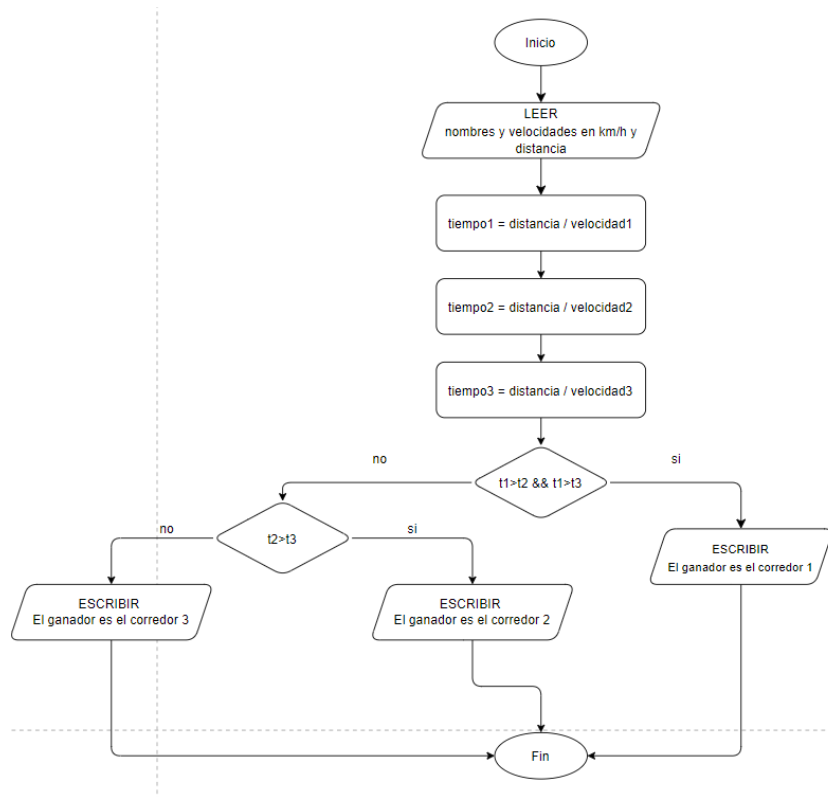 Inicio
LEER
nombres y velocidades en km/h y
distancia
tiempo1 = distancia / velocidad1
tiempo2 = distancia / velocidad2
tiempo3 = distancia / velocidad3
t1>t2 && t1>t3
no
si
t2>t3
no
si
ESCRIBIR
El ganador es el corredor 3
ESCRIBIR
El ganador es el corredor 2
ESCRIBIR
El ganador es el corredor 1
Fin